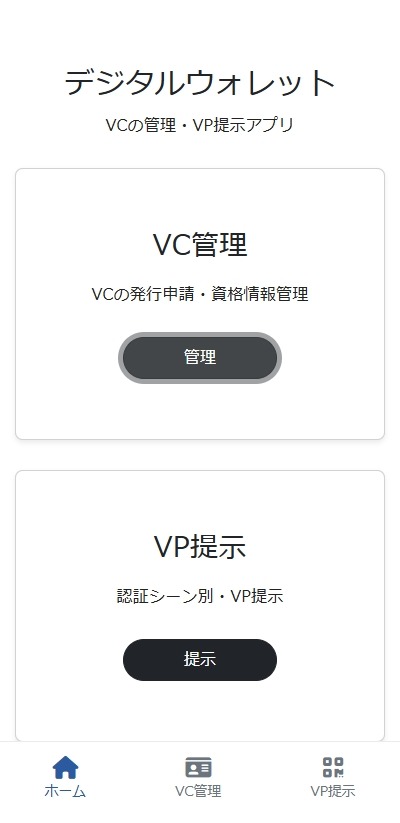 デジタルウォレット
VCの管理・VP提示アプリ
VC管理
VCの発行申請・資格情報管理
管理
VP提示
認証シーン別・VP提示
提示
ホーム
VC管理
VP提示